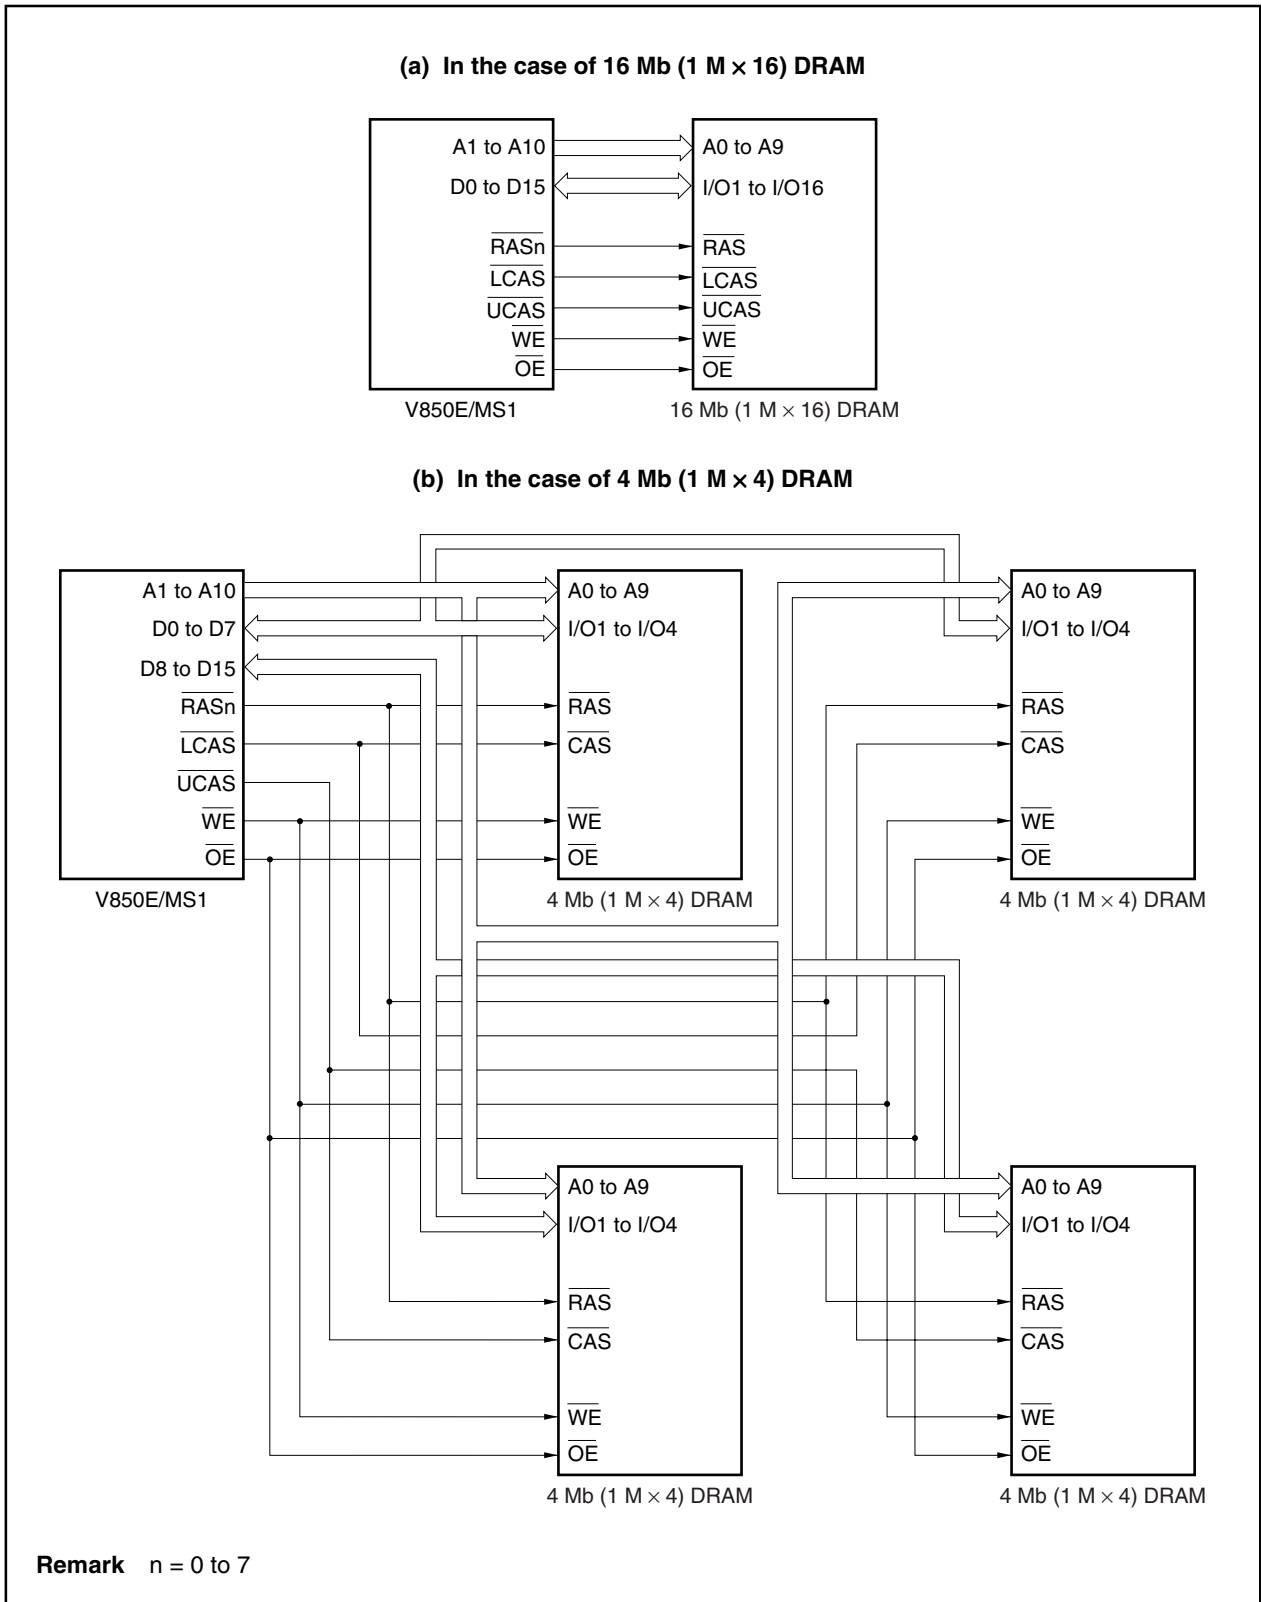 (a) In the case of 16 Mb (1 M × 16) DRAM
A1 to A10
D0 to D15
RASn
LCAS
UCAS
WE
OE
V850E/MS1
A0 to A9
I/O1 to I/O16
RAS
LCAS
UCAS
WE
OE
16 Mb (1 M × 16) DRAM
(b) In the case of 4 Mb (1 M × 4) DRAM
A1 to A10
D0 to D7
D8 to D15
RASn
LCAS
UCAS
WE
OE
V850E/MS1
A0 to A9
I/O1 to I/O4
RAS
CAS
WE
OE
4 Mb (1 M × 4) DRAM
A0 to A9
I/O1 to I/O4
RAS
CAS
WE
OE
4 Mb (1 M × 4) DRAM
A0 to A9
I/O1 to I/O4
RAS
CAS
WE
OE
4 Mb (1 M × 4) DRAM
A0 to A9
I/O1 to I/O4
RAS
CAS
WE
OE
4 Mb (1 M × 4) DRAM
Remark n = 0 to 7